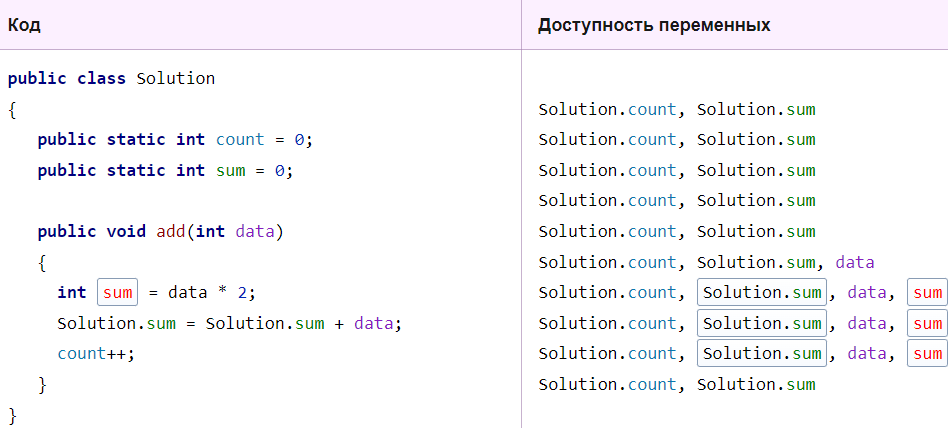 Код Доступность переменных
public class Solution
{ Solution.count, Solution.sum
public static int count = 0; Solution.count, Solution.sum
public static int sum = 0; Solution.count, Solution.sum
Solution.count, Solution.sum
public void add(int data) Solution.count, Solution.sum
{ Solution.count, Solution.sum, data
int sum = data * 2; Solution.count, Solution.sum, data, sum
Solution.sum = Solution.sum + data; Solution.count, Solution.sum, data, sum
count++; Solution.count, Solution.sum, data, sum
} Solution.count, Solution.sum
}